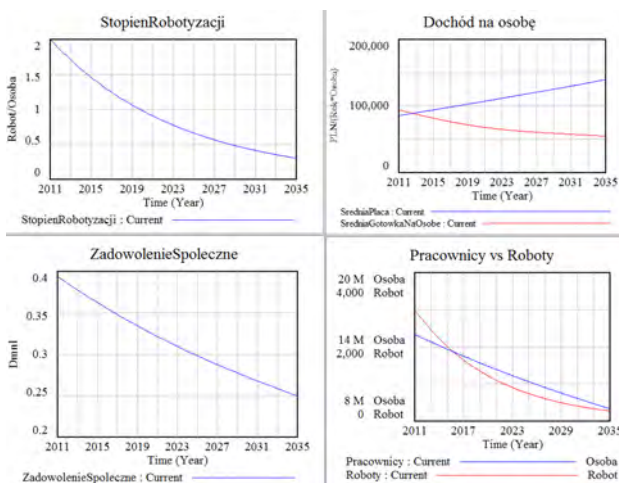 StopienRobotyzacji
2
1.5
1
0.5
0
Robot/Osoba
2011 2015 2019 2023 2027 2031 2035
Time (Year)
StopienRobotyzacji : Current
Dochód na osobę
200,000
100,000
0
PLN/(Rok*Osoba)
2011 2015 2019 2023 2027 2031 2035
Time (Year)
SredniaPlaca : Current
SredniaGotowkaNaOsobe : Current
ZadowolenieSpoleczne
0.4
0.35
0.3
0.25
0.2
Dmnl
2011 2015 2019 2023 2027 2031 2035
Time (Year)
ZadowolenieSpoleczne : Current
Pracownicy vs Roboty
20 M Osoba
4,000 Robot
14 M Osoba
2,000 Robot
8 M Osoba
0 Robot
2011 2017 2023 2029 2035
Time (Year)
Pracownicy : Current Osoba
Roboty : Current Robot